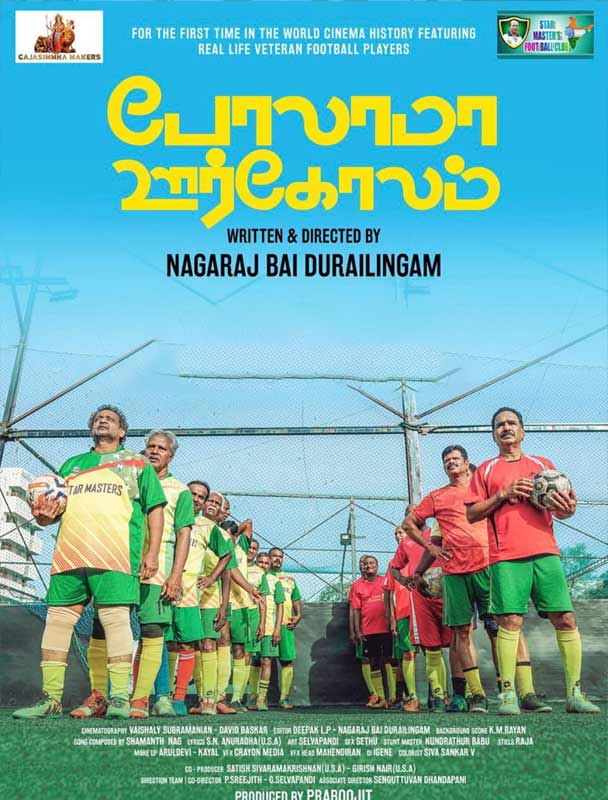 GAJASIMMHA MAKERS
FOR THE FIRST TIME IN THE WORLD CINEMA HISTORY FEATURING
REAL LIFE VETERAN FOOTBALL PLAYERS
STAR
MASTER'S
FOOTBALL CLUB
போலாமா
ஊர்கோலம்
WRITTEN & DIRECTED BY
NAGARAJ BAI DURAILINGAM
STAR MASTERS
CINEMATOGRAPHY VAISHALY SUBRAMANIAN - DAVID BASKAR EDITOR DEEPAK L.P - NAGARAJ BAI DURAILINGAM BACKGROUND SCORE K.M.RAYAN
SONG COMPOSED BY SHAMANTH NAG LYRICS S.N. ANURADHA(U.S.A) ART SELVAPANDI SFX SETHU STUNT MASTER KUNDRATHUR BABU STILLS RAJA
MAKE UP ARULDEVI - KAYAL VFX CRAYON MEDIA VFX HEAD MAHENDIRAN DI IGENE COLORIST SIVA SANKAR V
CO - PRODUCER SATISH SIVARAMAKRISHNAN(U.S.A) - GIRISH NAIR(U.S.A)
DIRECTION TEAM | CO-DIRECTOR P.SREEJITH - G.SELVAPANDI ASSOCIATE DIRECTOR SENGUTTUVAN DHANDAPANI
PRODUCED BY PRABOOJIT